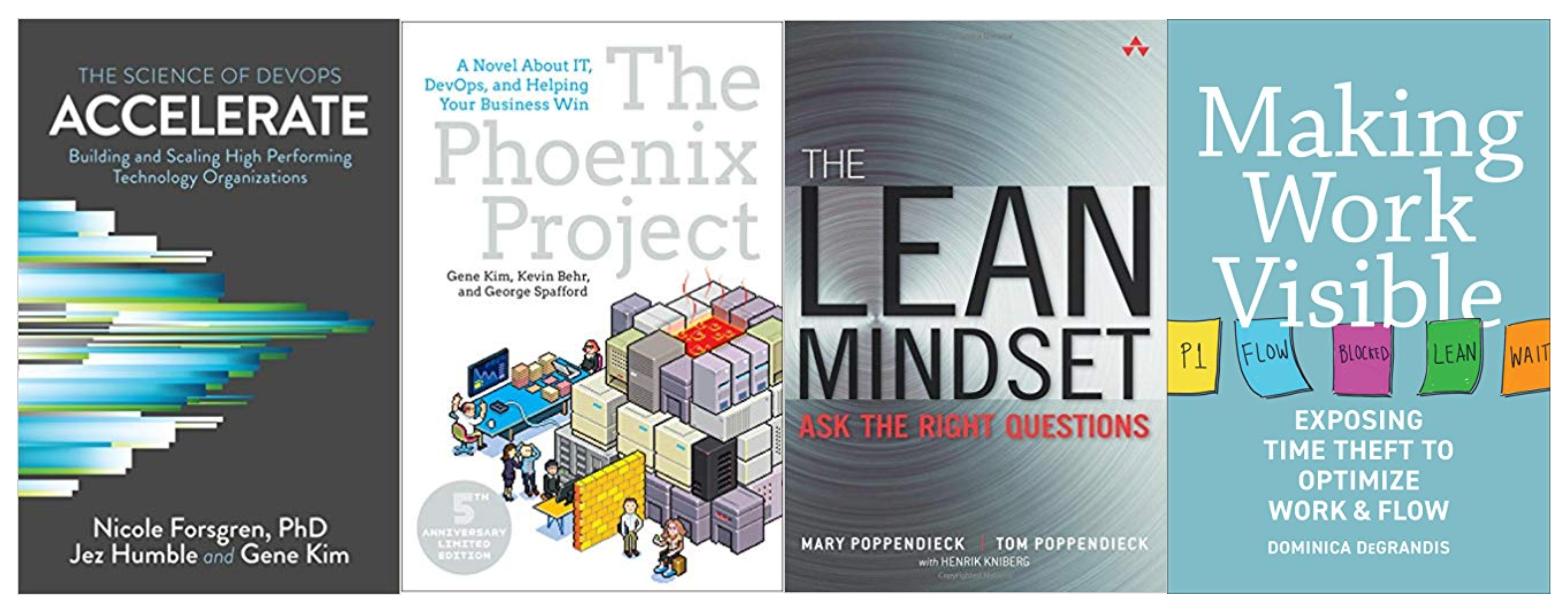 THE SCIENCE OF DEVOPS
ACCELERATE
Building and Scaling High Performing
Technology Organizations
Nicole Forsgren, PhD
Jez Humble and Gene Kim
A Novel About IT,
DevOps, and Helping
Your Business Win
The
Phoenix
Project
Gene Kim, Kevin Behr,
and George Spafford
5TH
ANNIVERSARY
LIMITED
EDITION
THE
LEAN
MINDSET
ASK THE RIGHT QUESTIONS
MARY POPPENDIECK | TOM POPPENDIECK
with HENRIK KNIBERG
Copyrighted Material
Making
Work
Visible
P1
FLOW
BLOCKED
LEAN
WAIT
EXPOSING
TIME THEFT TO
OPTIMIZE
WORK & FLOW
DOMINICA DEGRANDIS